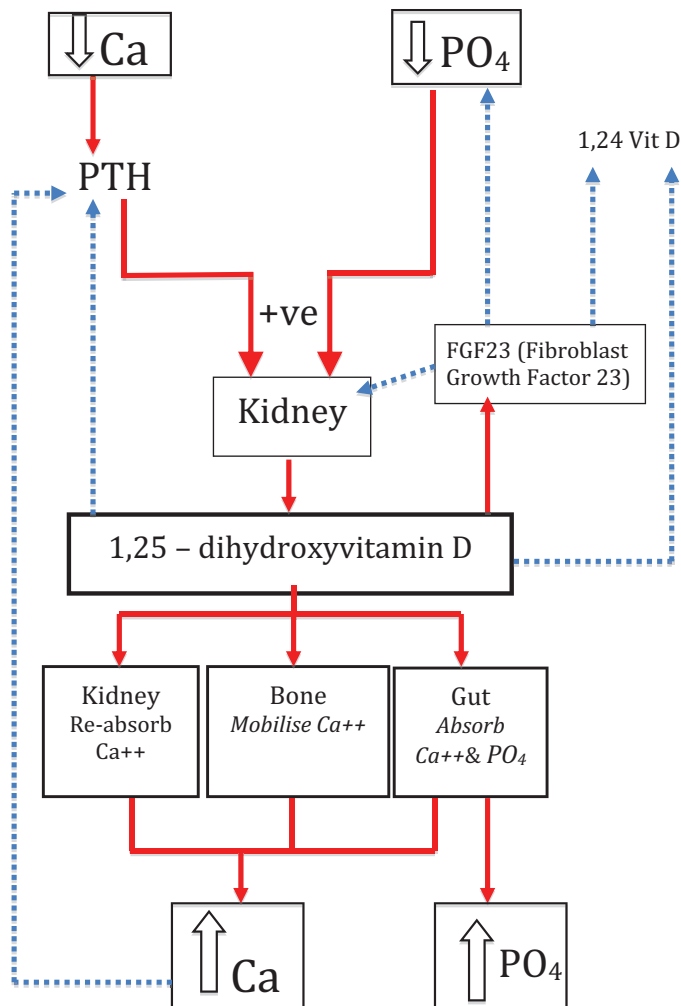 Ca
PO₄
1,24 Vit D
PTH
+ve
FGF23 (Fibroblast
Growth Factor 23)
Kidney
1,25 – dihydroxyvitamin D
Kidney
Re-absorb
Ca++
Bone
Mobilise Ca++
Gut
Absorb
Ca++& PO₄
Ca
PO₄